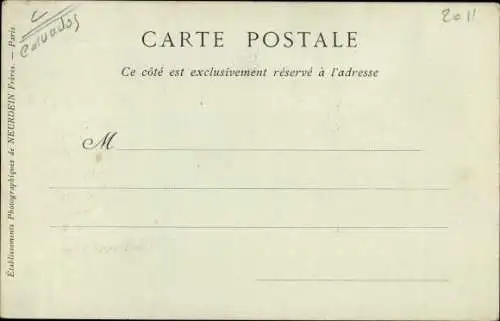 Calvados
2011
CARTE POSTALE
Ce côté est exclusivement réservé à l'adresse
M
Établissements Photographiques de NEURDEIN Frères. — Paris